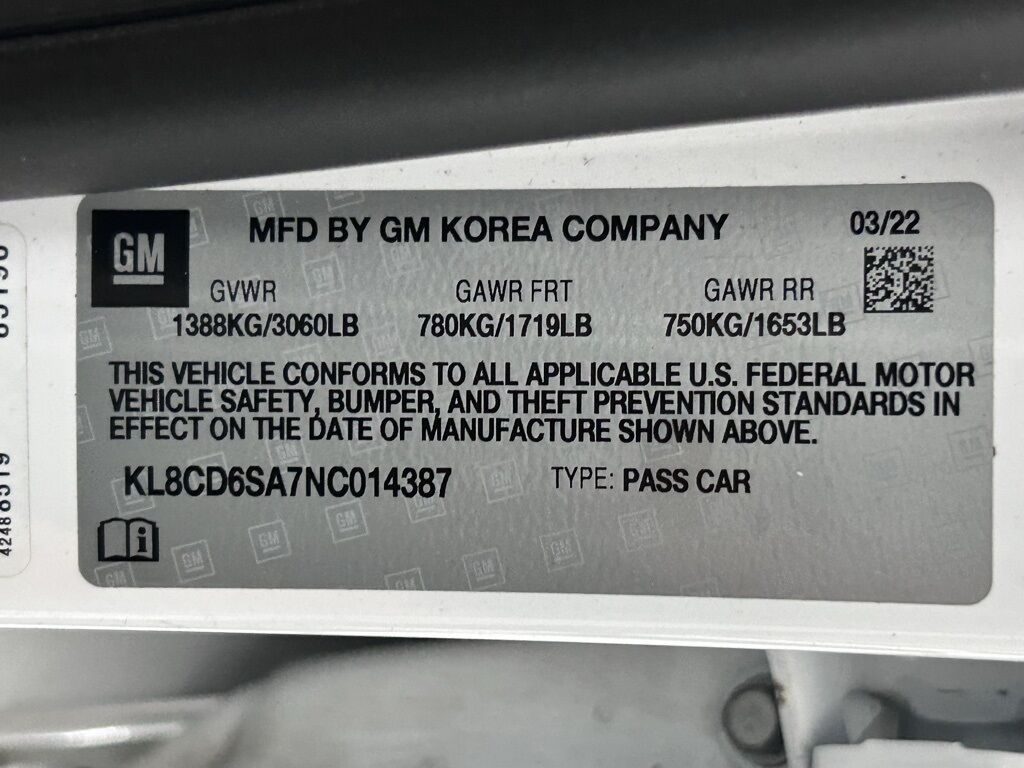 GM
MFD BY GM KOREA COMPANY
03/22
GVWR
GAWR FRT
GAWR RR
1388KG/3060LB
780KG/1719LB
750KG/1653LB
THIS VEHICLE CONFORMS TO ALL APPLICABLE U.S. FEDERAL MOTOR
VEHICLE SAFETY, BUMPER, AND THEFT PREVENTION STANDARDS IN
EFFECT ON THE DATE OF MANUFACTURE SHOWN ABOVE.
KL8CD6SA7NC014387
TYPE: PASS CAR
i
42488519